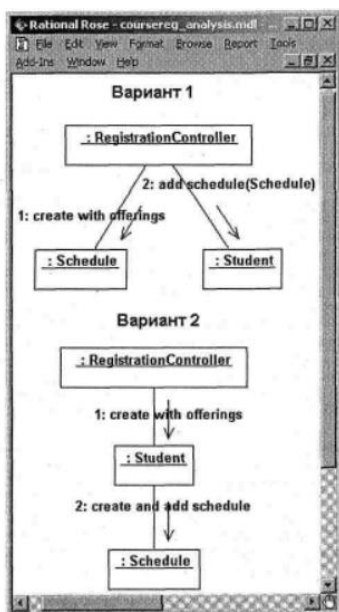 Rational Rose - coursereg_analysis.mdl - ...
File Edit View Format Browse Report Tools
Add-Ins Window Help
Вариант 1
: RegistrationController
2: add schedule(Schedule)
1: create with offerings
: Schedule
: Student
Вариант 2
: RegistrationController
1: create with offerings
: Student
2: create and add schedule
: Schedule